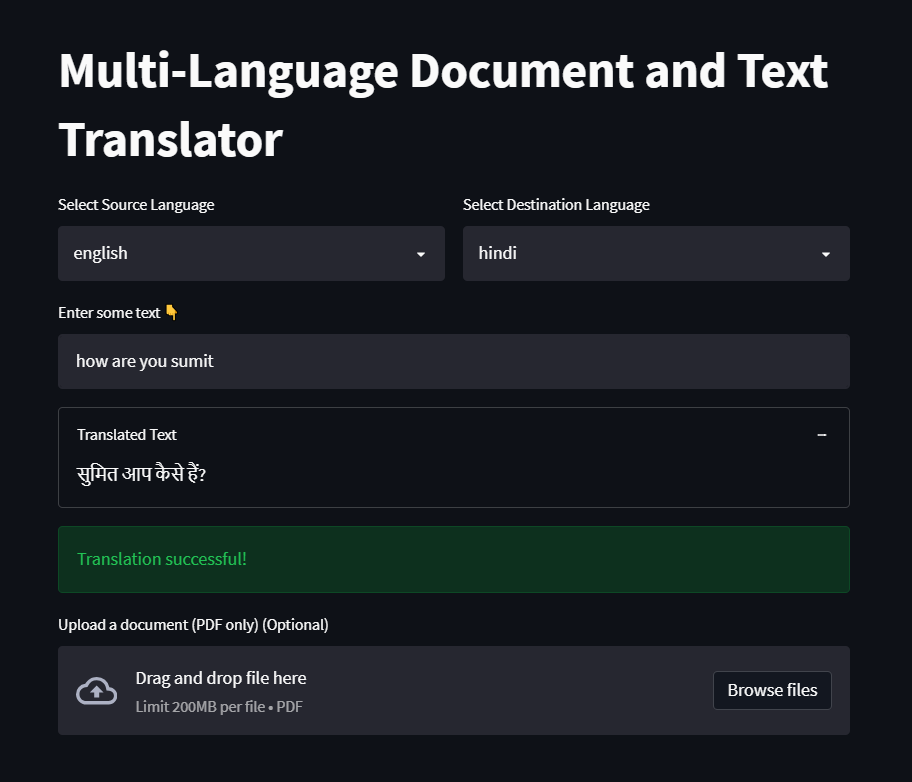 Multi-Language Document and Text
Translator
Select Source Language
Select Destination Language
english
hindi
Enter some text 👇
how are you sumit
Translated Text
सुमित आप कैसे हैं?
Translation successful!
Upload a document (PDF only) (Optional)
Drag and drop file here
Limit 200MB per file • PDF
Browse files